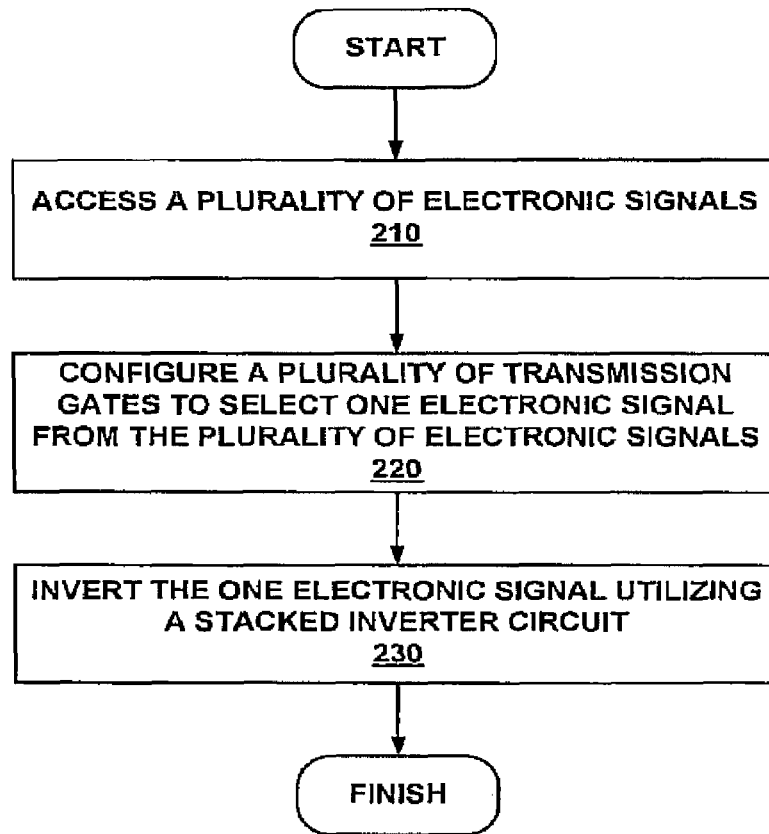 START
ACCESS A PLURALITY OF ELECTRONIC SIGNALS
210
CONFIGURE A PLURALITY OF TRANSMISSION
GATES TO SELECT ONE ELECTRONIC SIGNAL
FROM THE PLURALITY OF ELECTRONIC SIGNALS
220
INVERT THE ONE ELECTRONIC SIGNAL UTILIZING
A STACKED INVERTER CIRCUIT
230
FINISH